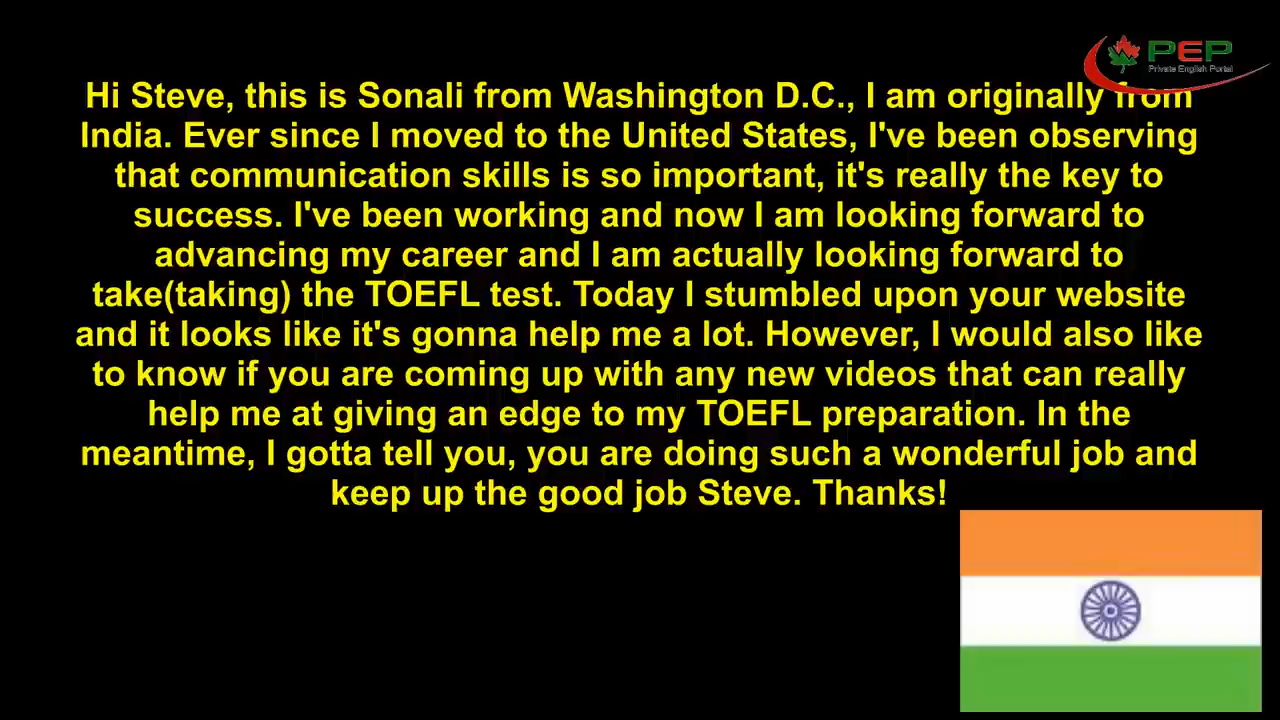 PEP
Private English Portal
Hi Steve, this is Sonali from Washington D.C., I am originally from
India. Ever since I moved to the United States, I've been observing
that communication skills is so important, it's really the key to
success. I've been working and now I am looking forward to
advancing my career and I am actually looking forward to
take(taking) the TOEFL test. Today I stumbled upon your website
and it looks like it's gonna help me a lot. However, I would also like
to know if you are coming up with any new videos that can really
help me at giving an edge to my TOEFL preparation. In the
meantime, I gotta tell you, you are doing such a wonderful job and
keep up the good job Steve. Thanks!